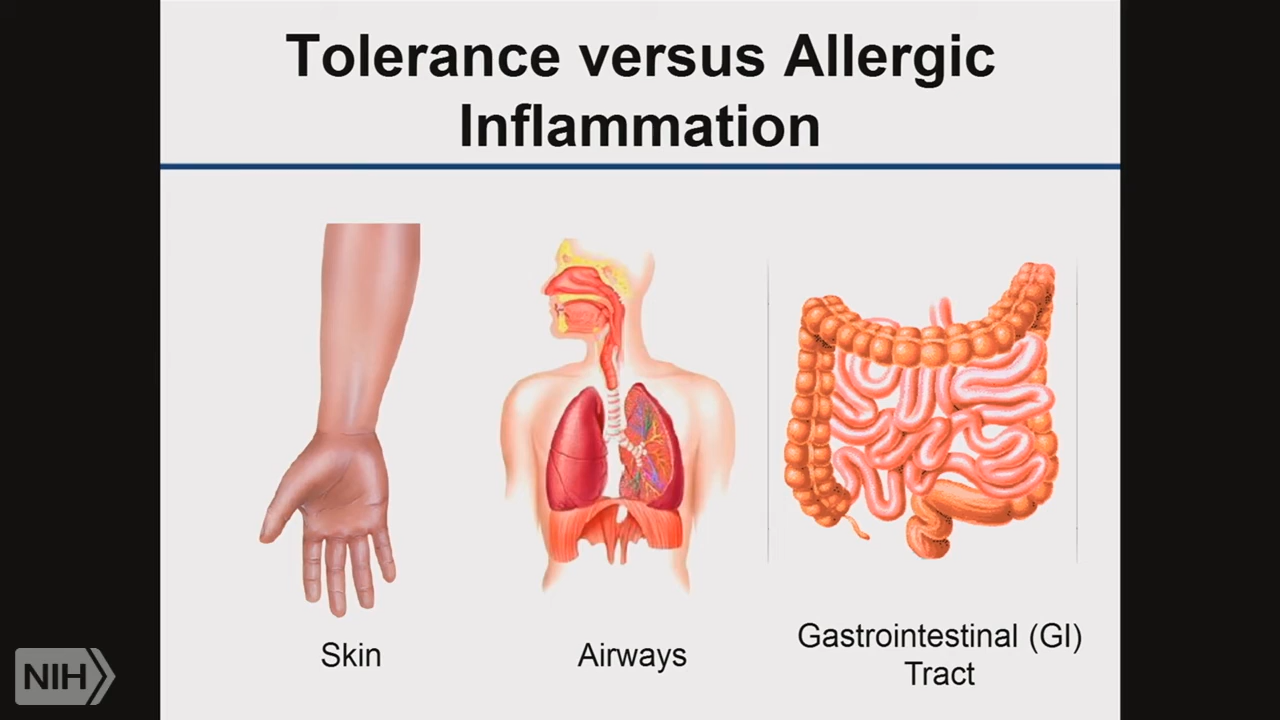 Tolerance versus Allergic
Inflammation
Skin
Airways
Gastrointestinal (GI)
Tract
NIH